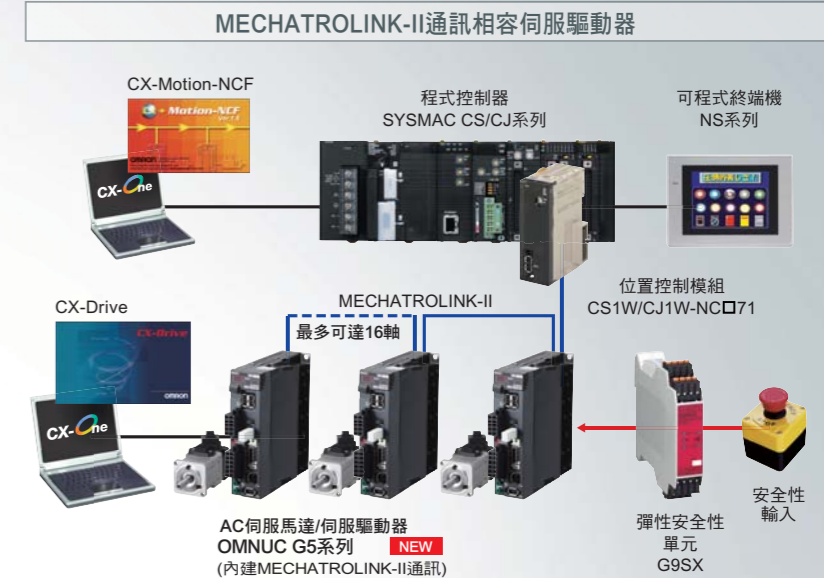 MECHATROLINK-II通訊相容伺服驅動器
CX-Motion-NCF
Motion-NCF
OMRON
CX-One
程式控制器
SYSMAC CS/CJ系列
可程式終端機
NS系列
位置控制模組
CS1W/CJ1W-NC□71
CX-Drive
CX-Drive
OMRON
CX-One
MECHATROLINK-II
最多可達16軸
AC伺服馬達/伺服驅動器
OMNUC G5系列 NEW
(內建MECHATROLINK-II通訊)
彈性安全性
單元
G9SX
安全性
輸入